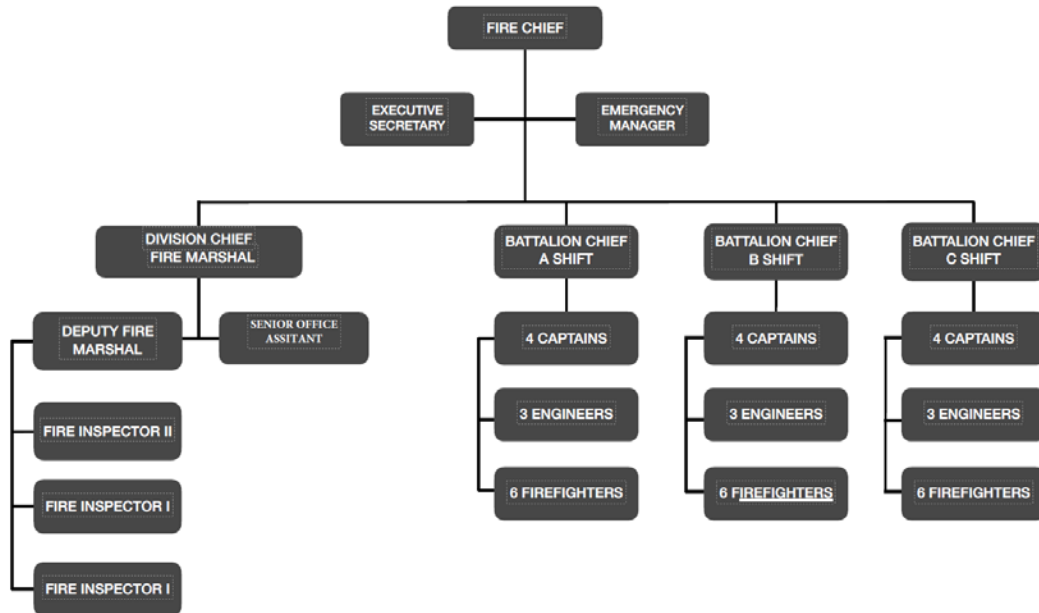 FIRE CHIEF
EXECUTIVE
SECRETARY
EMERGENCY
MANAGER
DIVISION CHIEF
FIRE MARSHAL
BATTALION CHIEF
A SHIFT
BATTALION CHIEF
B SHIFT
BATTALION CHIEF
C SHIFT
DEPUTY FIRE
MARSHAL
SENIOR OFFICE
ASSITANT
4 CAPTAINS
4 CAPTAINS
4 CAPTAINS
FIRE INSPECTOR II
3 ENGINEERS
3 ENGINEERS
3 ENGINEERS
FIRE INSPECTOR I
6 FIREFIGHTERS
6 FIREFIGHTERS
6 FIREFIGHTERS
FIRE INSPECTOR I